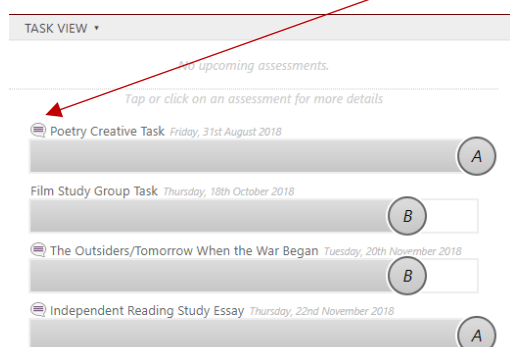 TASK VIEW ▾
No upcoming assessments.
Tap or click on an assessment for more details
Poetry Creative Task Friday, 31st August 2018
A
Film Study Group Task Thursday, 18th October 2018
B
The Outsiders/Tomorrow When the War Began Tuesday, 20th November 2018
B
Independent Reading Study Essay Thursday, 22nd November 2018
A